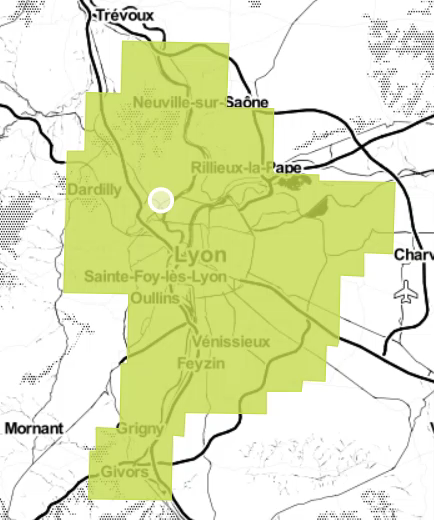 Trévoux
Neuville-sur-Saône
Rillieux-la-Pape
Dardilly
Lyon
Charv
Sainte-Foy-lès-Lyon
Oullins
Vénissieux
Feyzin
Mornant
Grigny
Givors